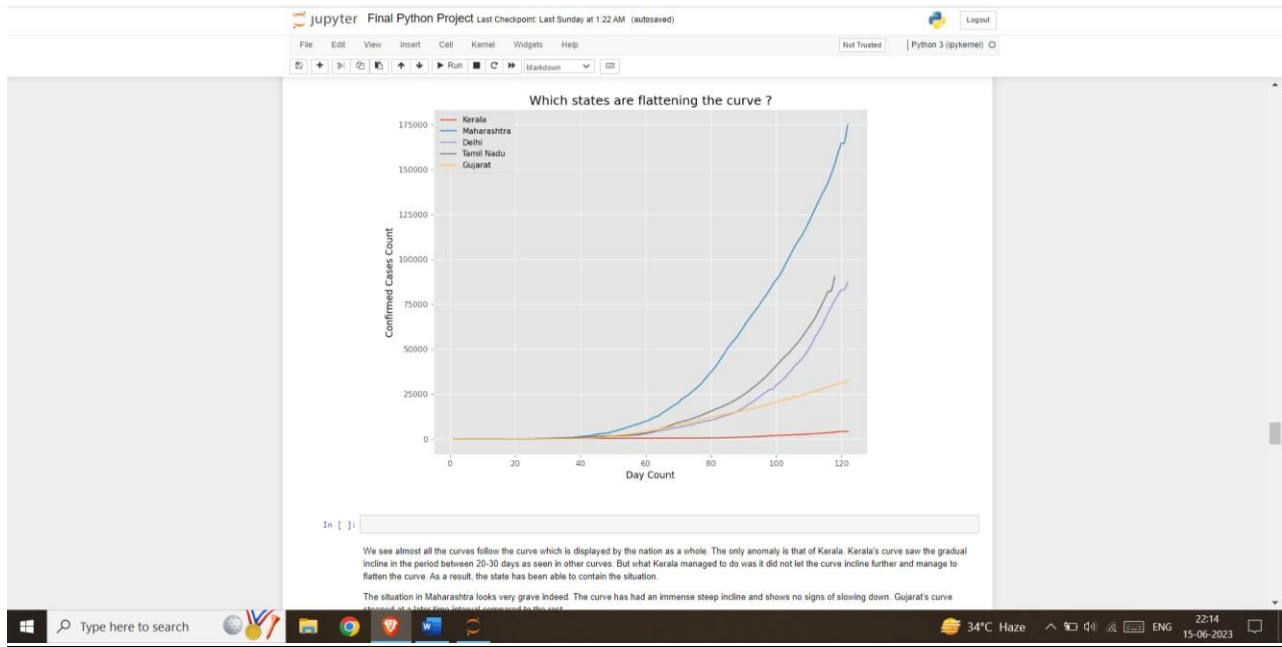 jupyter Final Python Project Last Checkpoint: Last Sunday at 1:22 AM (autosaved)
Logout
File Edit View Insert Cell Kernel Widgets Help
Not Trusted
Python 3 (ipykernel)
Run
Markdown
Which states are flattening the curve ?
Kerala
Maharashtra
Delhi
Tamil Nadu
Gujarat
175000
150000
125000
100000
75000
50000
25000
0
Confirmed Cases Count
0 20 40 60 80 100 120
Day Count
In [ ]:
We see almost all the curves follow the curve which is displayed by the nation as a whole. The only anomaly is that of Kerala. Kerala's curve saw the gradual
incline in the period between 20-30 days as seen in other curves. But what Kerala managed to do was it did not let the curve incline further and manage to
flatten the curve. As a result, the state has been able to contain the situation.
The situation in Maharashtra looks very grave indeed. The curve has had an immense steep incline and shows no signs of slowing down. Gujarat's curve
steeped at a later time interval compared to the rest
Type here to search
34°C Haze
ENG
22:14
15-06-2023